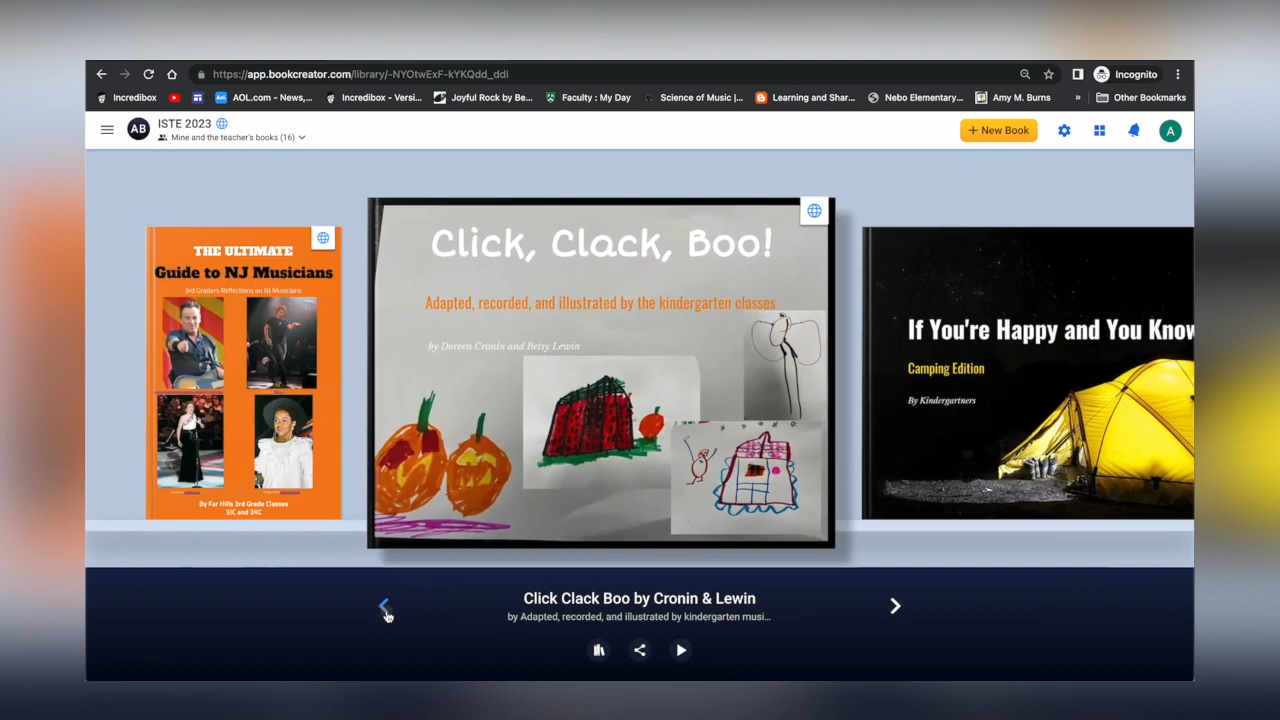 https://app.bookcreator.com/library/-NYOtwExF-kYKQdd_ddI
Incognito
Incredibox
AOL.com - News,...
Incredibox - Versi...
Joyful Rock by Be...
Faculty : My Day
Science of Music |...
Learning and Shar...
Nebo Elementary...
Amy M. Burns
»
Other Bookmarks
AB
ISTE 2023
Mine and the teacher's books (16)
+ New Book
A
THE ULTIMATE
Guide to NJ Musicians
3rd Graders Reflections on NJ Musicians
By Far Hills 3rd Grade Classes
3JC and 3KC
Click, Clack, Boo!
Adapted, recorded, and illustrated by the kindergarten classes
by Doreen Cronin and Betsy Lewin
If You're Happy and You Know
Camping Edition
By Kindergartners
Click Clack Boo by Cronin & Lewin
by Adapted, recorded, and illustrated by kindergarten musi...